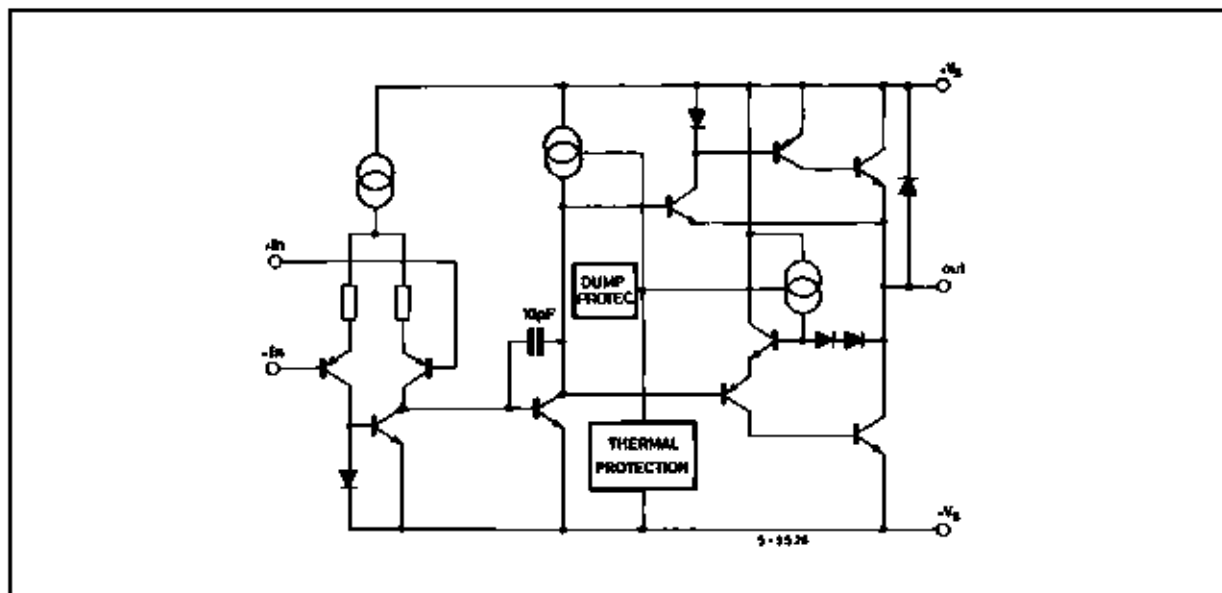 +Vs
+In
DUMP
PROTEC.
out
10pF
-In
THERMAL
PROTECTION
-Vs